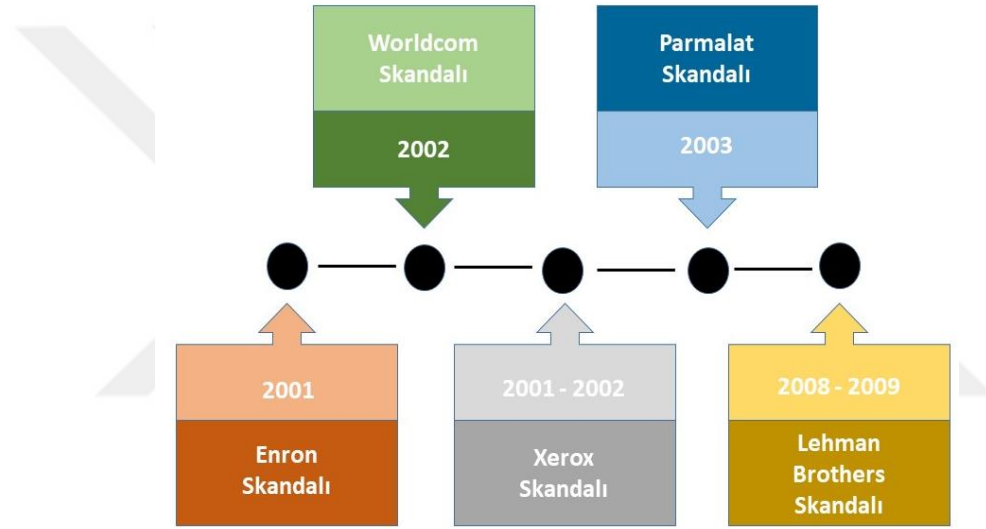 Worldcom
Skandalı
2002
Parmalat
Skandalı
2003
2001
Enron
Skandalı
2001 - 2002
Xerox
Skandalı
2008 - 2009
Lehman
Brothers
Skandalı